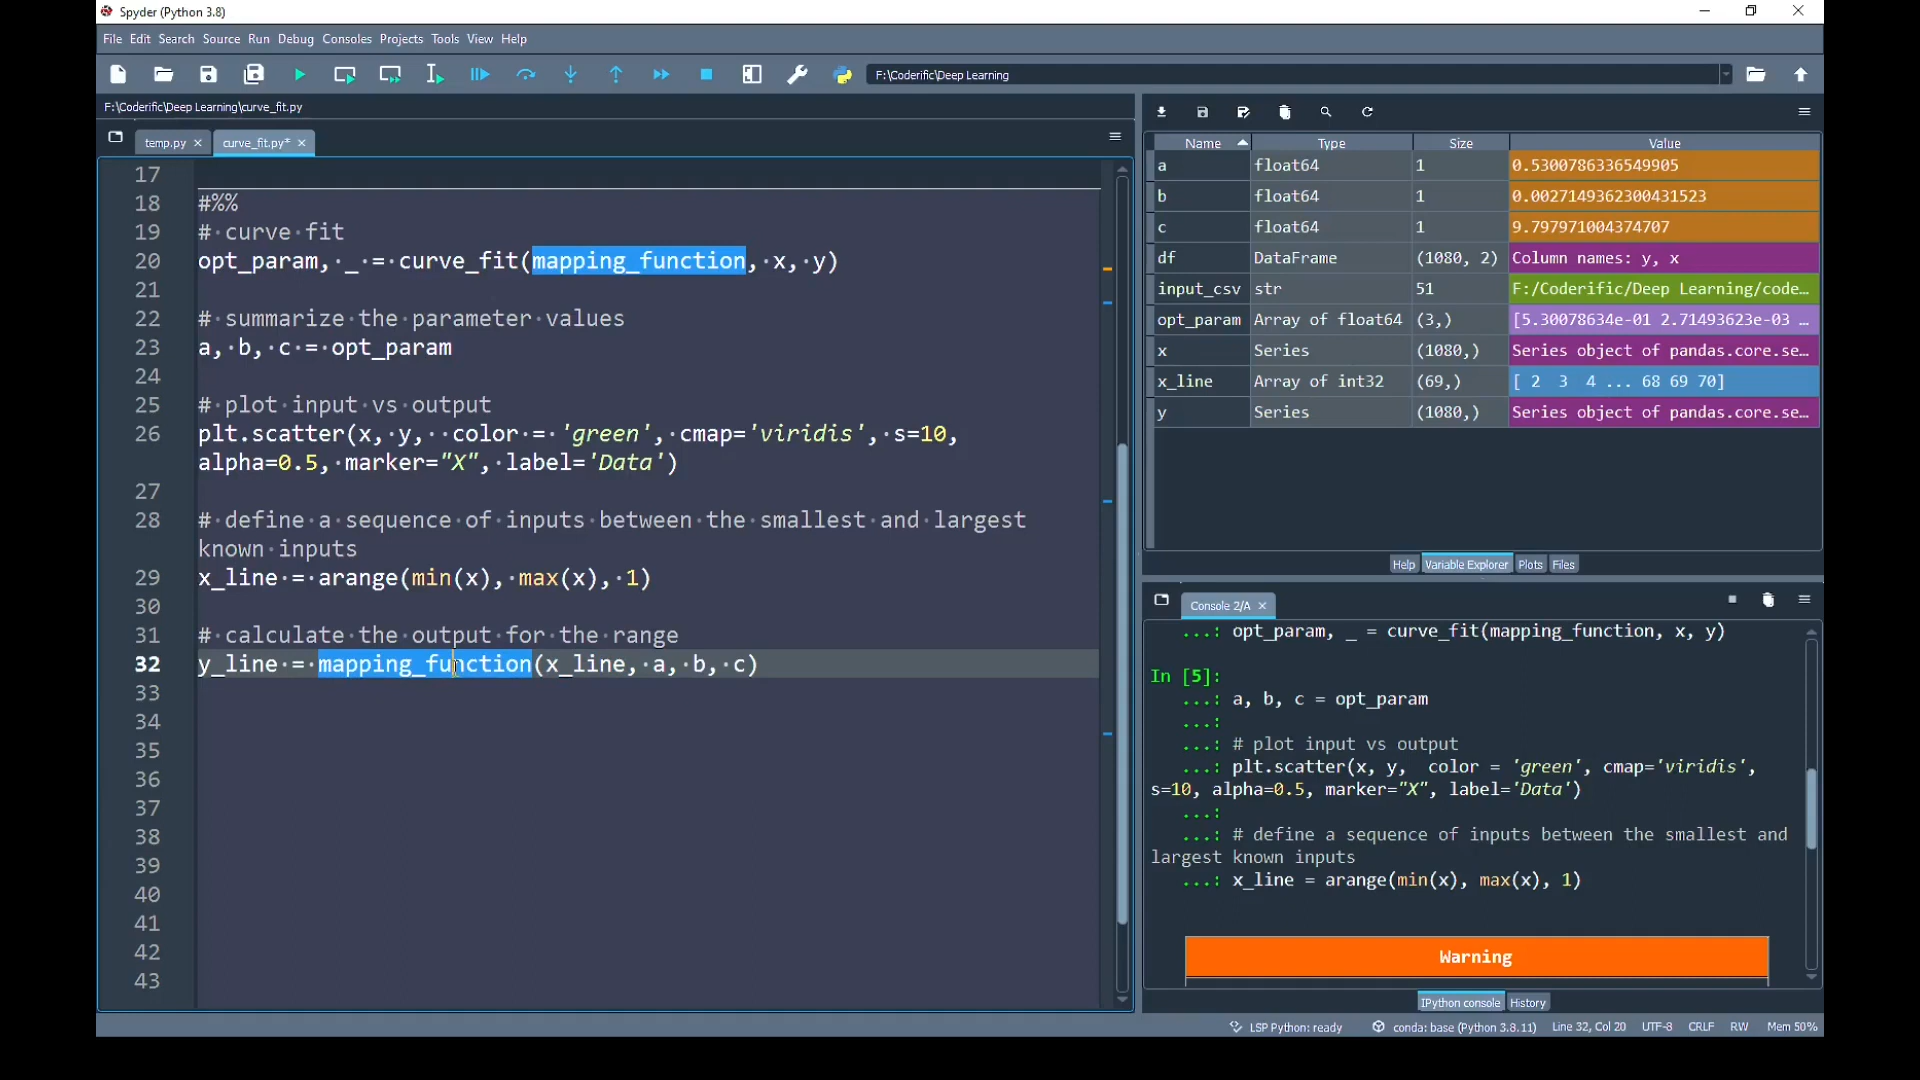 Spyder (Python 3.8)
File Edit Search Source Run Debug Consoles Projects Tools View Help
F:\Coderific\Deep Learning
F:\Coderific\Deep Learning\curve_fit.py
temp.py
curve_fit.py*
17
18 #%%
19 # curve fit
20 opt_param, _ = curve_fit(mapping_function, x, y)
21
22 # summarize the parameter values
23 a, b, c = opt_param
24
25 # plot input vs output
26 plt.scatter(x, y,  color = 'green', cmap='viridis', s=10,
alpha=0.5, marker="X", label='Data')
27
28 # define a sequence of inputs between the smallest and largest
known inputs
29 x_line = arange(min(x), max(x), 1)
30
31 # calculate the output for the range
32 y_line = mapping_function(x_line, a, b, c)
33
34
35
36
37
38
39
40
41
42
43
Name Type Size Value
a float64 1 0.5300786336549905
b float64 1 0.0027149362300431523
c float64 1 9.797971004374707
df DataFrame (1080, 2) Column names: y, x
input_csv str 51 F:/Coderific/Deep Learning/code…
opt_param Array of float64 (3,) [5.30078634e-01 2.71493623e-03 …
x Series (1080,) Series object of pandas.core.se…
x_line Array of int32 (69,) [ 2 3 4 ... 68 69 70]
y Series (1080,) Series object of pandas.core.se…
Help Variable Explorer Plots Files
Console 2/A
...: opt_param, _ = curve_fit(mapping_function, x, y)
In [5]:
...: a, b, c = opt_param
...:
...: # plot input vs output
...: plt.scatter(x, y,  color = 'green', cmap='viridis',
s=10, alpha=0.5, marker="X", label='Data')
...:
...: # define a sequence of inputs between the smallest and
largest known inputs
...: x_line = arange(min(x), max(x), 1)
Warning
IPython console History
LSP Python: ready conda: base (Python 3.8.11) Line 32, Col 20 UTF-8 CRLF RW Mem 50%